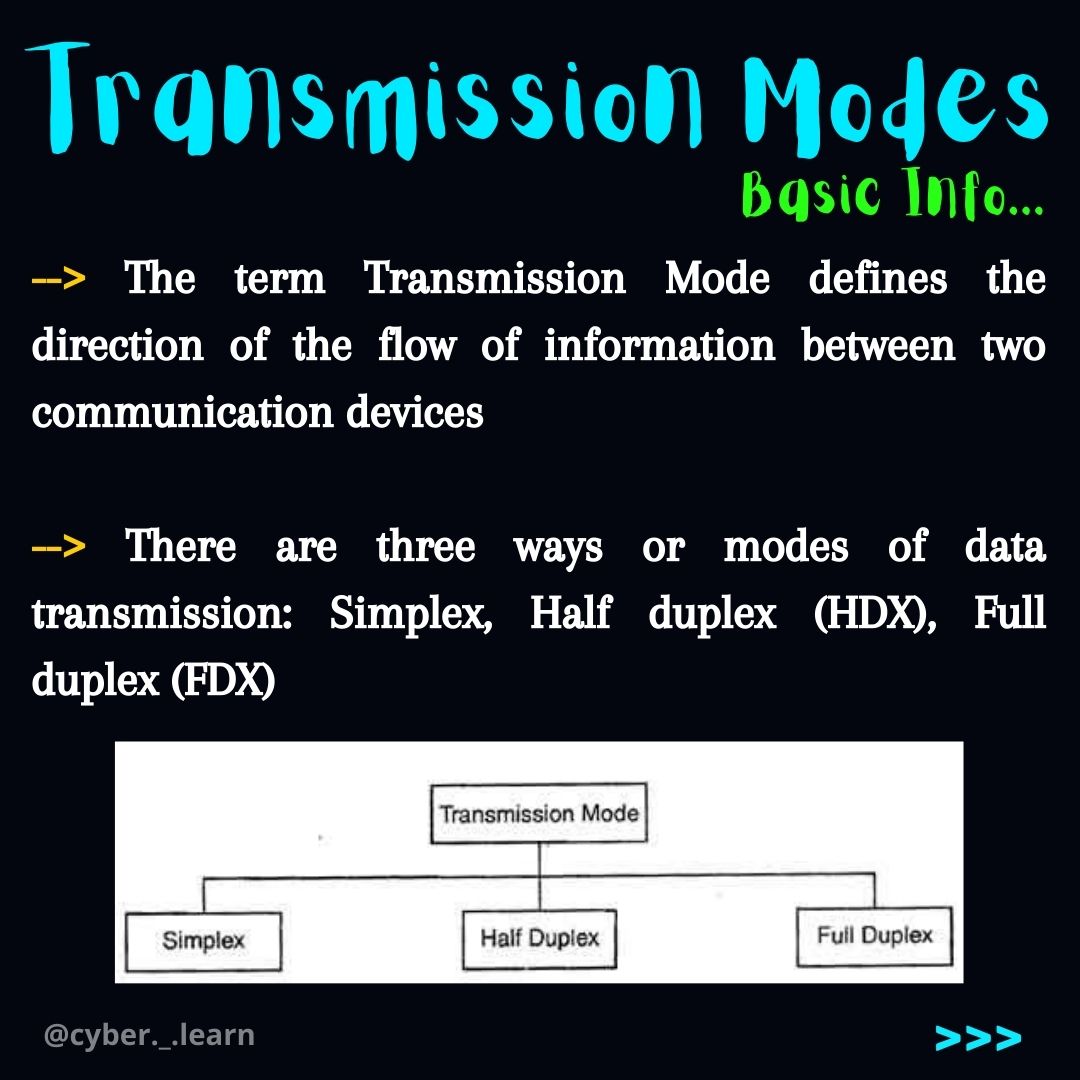 Transmission Modes
Basic Info...
--> The term Transmission Mode defines the
direction of the flow of information between two
communication devices
--> There are three ways or modes of data
transmission: Simplex, Half duplex (HDX), Full
duplex (FDX)
Transmission Mode
Simplex
Half Duplex
Full Duplex
@cyber._.learn
>>>